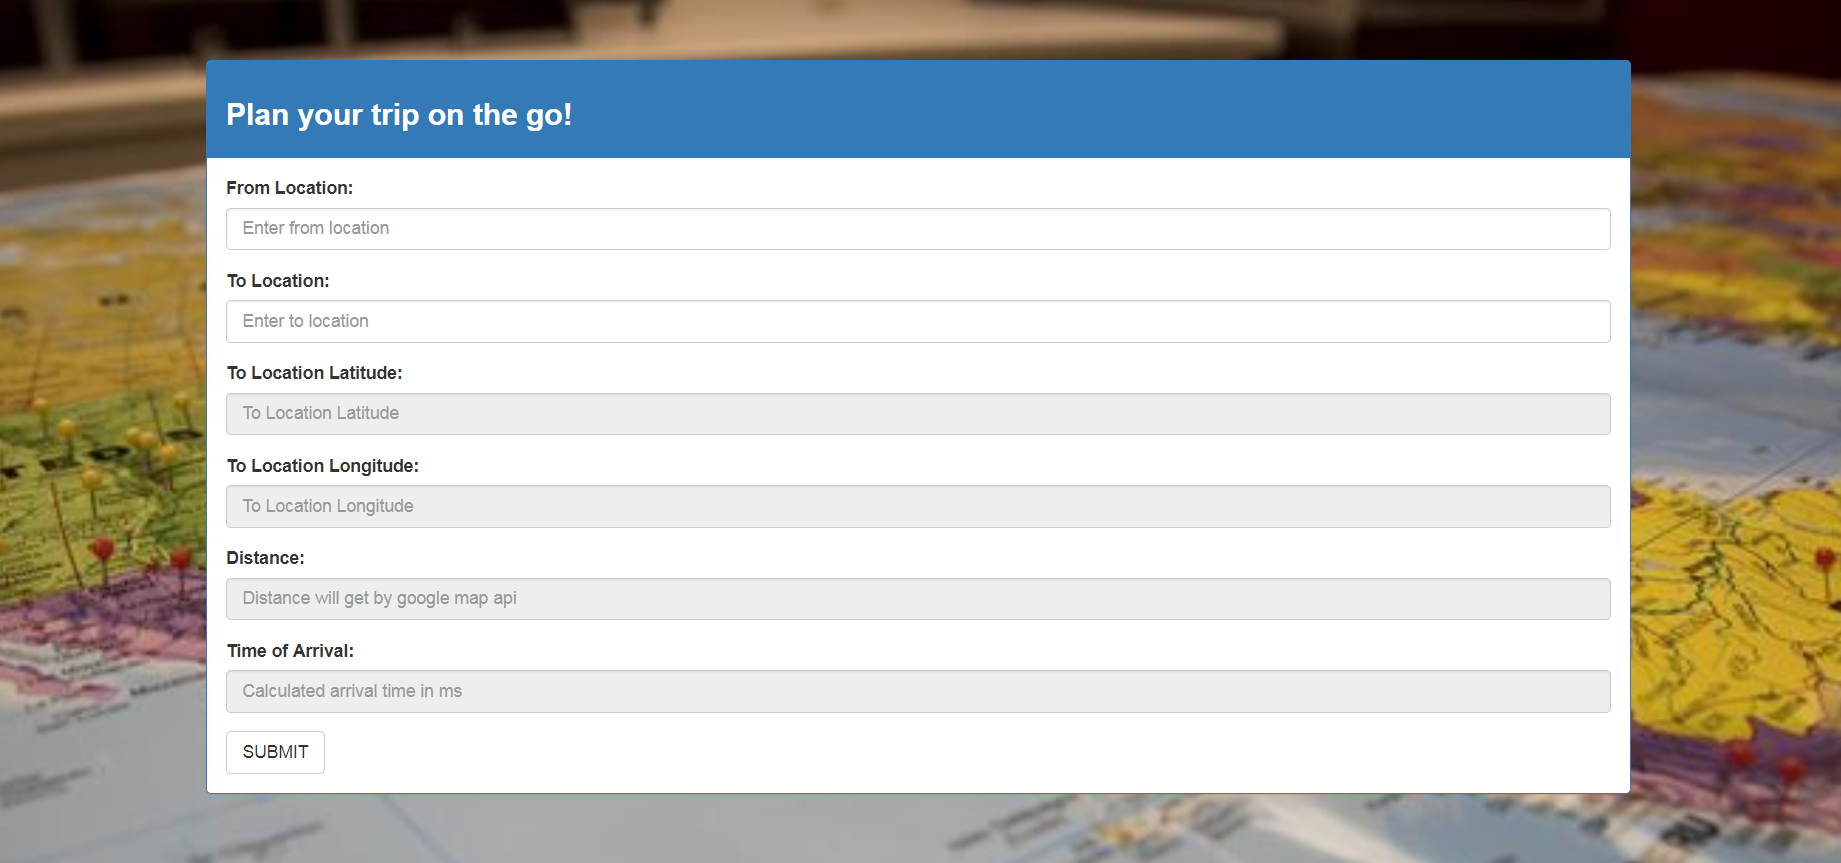 Plan your trip on the go!
From Location:
Enter from location
To Location:
Enter to location
To Location Latitude:
To Location Latitude
To Location Longitude:
To Location Longitude
Distance:
Distance will get by google map api
Time of Arrival:
Calculated arrival time in ms
SUBMIT